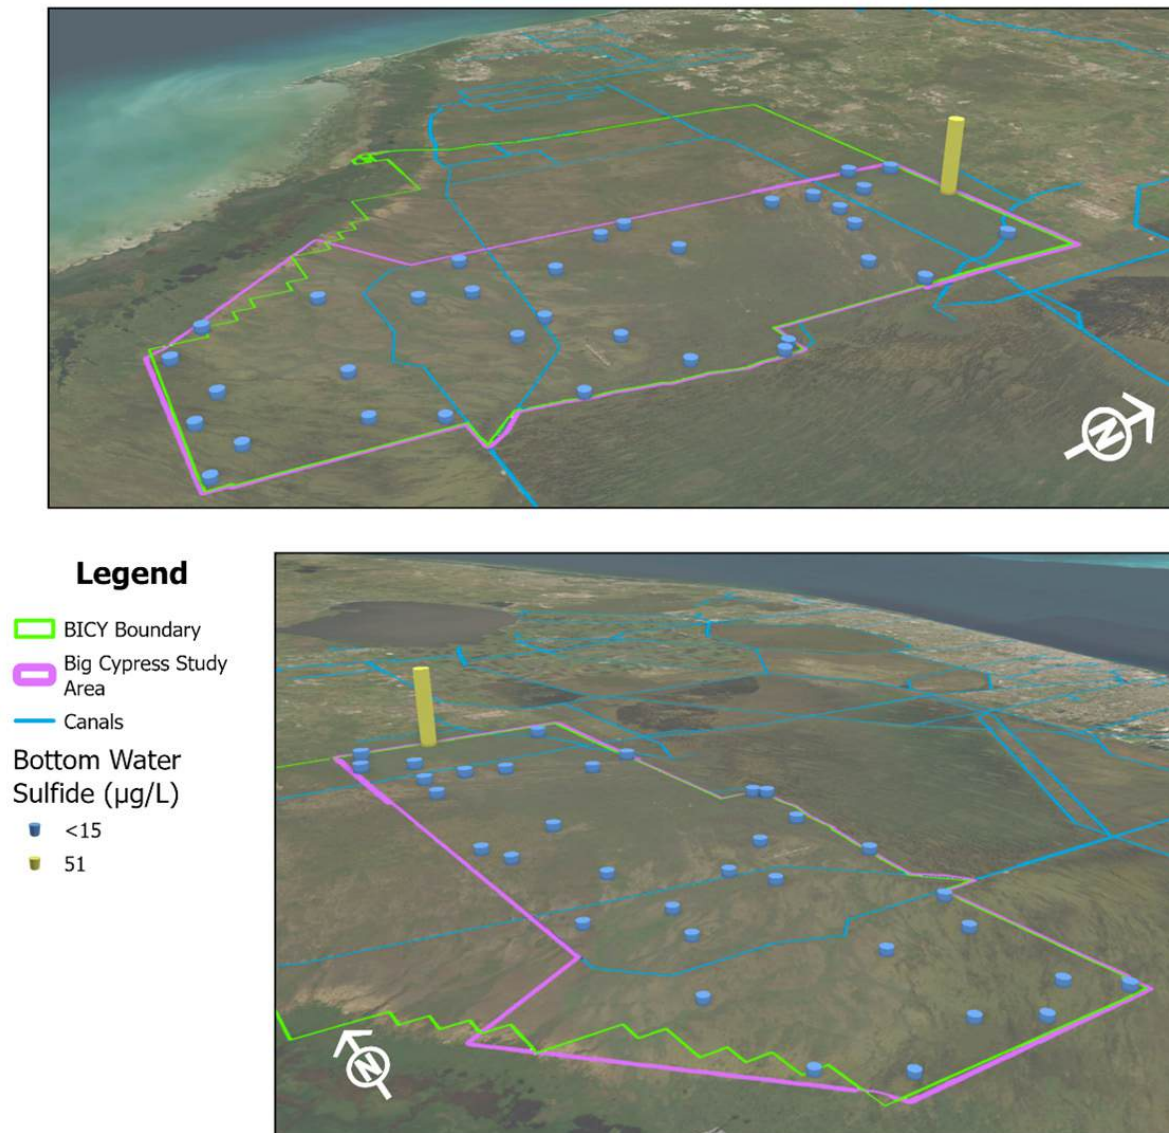 N
Legend
BICY Boundary
Big Cypress Study
Area
Canals
Bottom Water
Sulfide (µg/L)
<15
51
N